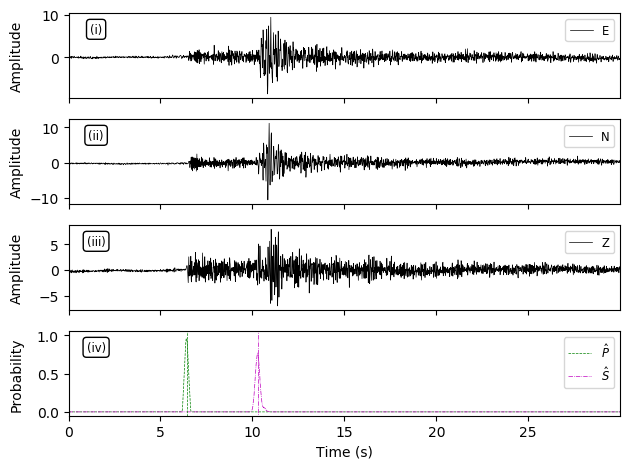 10
0
Amplitude
(i)
E
10
0
−10
Amplitude
(ii)
N
5
0
−5
Amplitude
(iii)
Z
1.0
0.5
0.0
Probability
(iv)
P̂
Ŝ
0 5 10 15 20 25
Time (s)